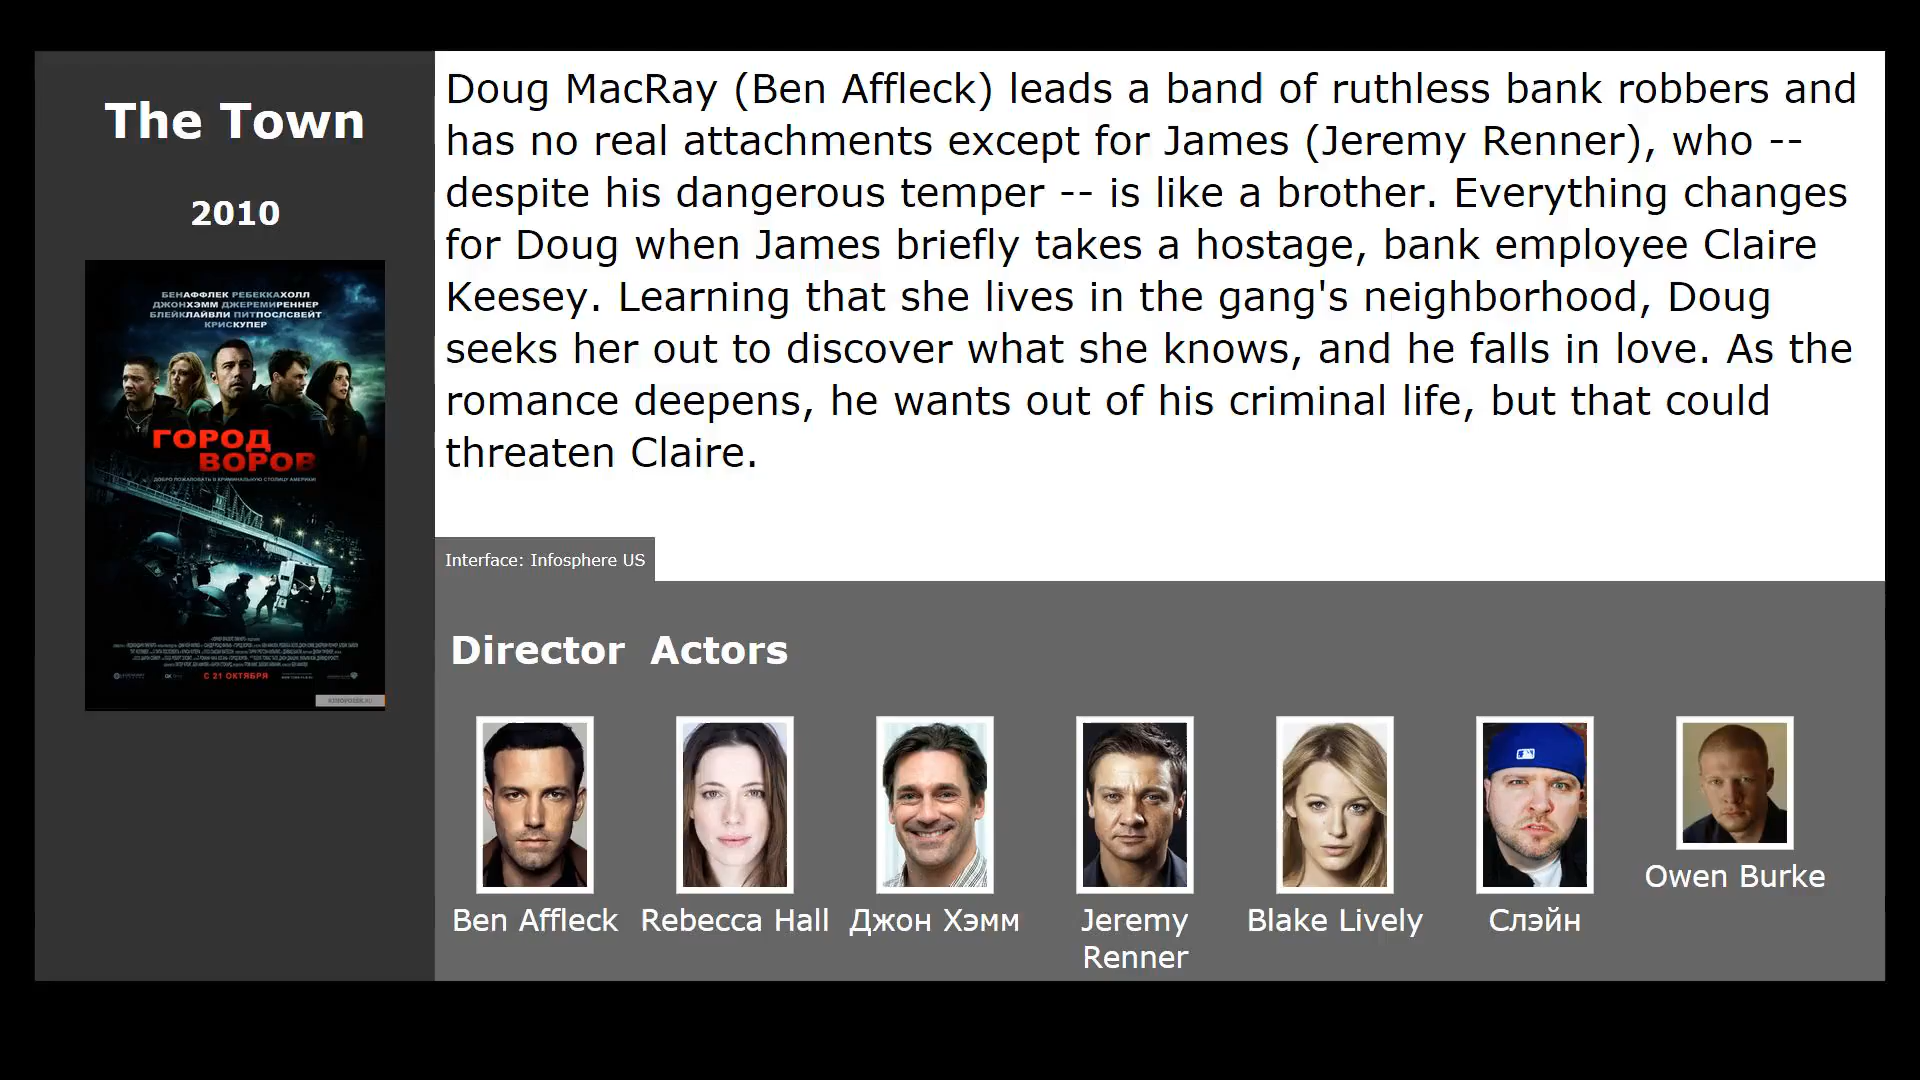 The Town
2010
БЕНАФФЛЕК РЕБЕККАХОЛЛ
ДЖОНХЭММ ДЖЕРЕМИРЕННЕР
БЛЕЙКЛАЙВЛИ ПИТПОСЛСВЕЙТ
КРИСКУПЕР
ГОРОД
ВОРОВ
ДОБРО ПОЖАЛОВАТЬ В КРИМИНАЛЬНУЮ СТОЛИЦУ АМЕРИКИ
С 21 ОКТЯБРЯ
Doug MacRay (Ben Affleck) leads a band of ruthless bank robbers and
has no real attachments except for James (Jeremy Renner), who --
despite his dangerous temper -- is like a brother. Everything changes
for Doug when James briefly takes a hostage, bank employee Claire
Keesey. Learning that she lives in the gang's neighborhood, Doug
seeks her out to discover what she knows, and he falls in love. As the
romance deepens, he wants out of his criminal life, but that could
threaten Claire.
Interface: Infosphere US
Director Actors
Ben Affleck
Rebecca Hall
Джон Хэмм
Jeremy
Renner
Blake Lively
Слэйн
Owen Burke